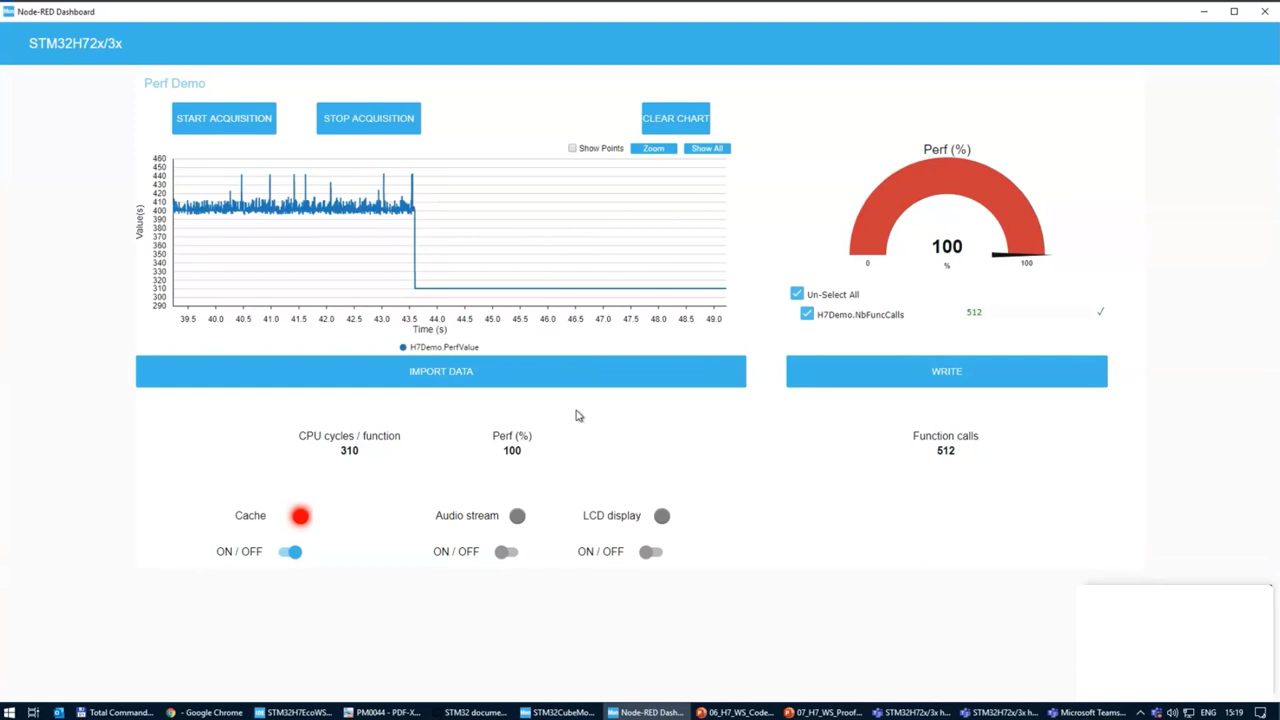 Node-RED Dashboard
STM32H72x/3x
Perf Demo
START ACQUISITION
STOP ACQUISITION
CLEAR CHART
Show Points
Zoom
Show All
460
450
440
430
420
410
400
390
380
370
360
350
340
330
320
310
300
290
Value(s)
39.5 40.0 40.5 41.0 41.5 42.0 42.5 43.0 43.5 44.0 44.5 45.0 45.5 46.0 46.5 47.0 47.5 48.0 48.5 49.0
Time (s)
H7Demo.PerfValue
Perf (%)
100
%
0
100
Un-Select All
H7Demo.NbFuncCalls
512
IMPORT DATA
WRITE
CPU cycles / function
310
Perf (%)
100
Function calls
512
Cache
Audio stream
LCD display
ON / OFF
ON / OFF
ON / OFF
Total Comman...
- Google Chrome
STM32H7EcoWS...
PM0044 - PDF-X...
STM32 docume...
STM32CubeMo...
Node-RED Dash...
06_H7_WS_Code...
07_H7_WS_Proof...
STM32H72x/3x h...
STM32H72x/3x h...
Microsoft Teams...
ENG
15:19